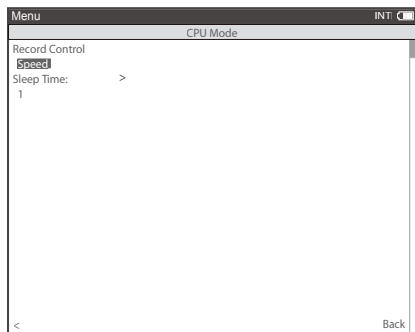 Menu INT
CPU Mode
Record Control
Speed
Sleep Time: >
1
< Back